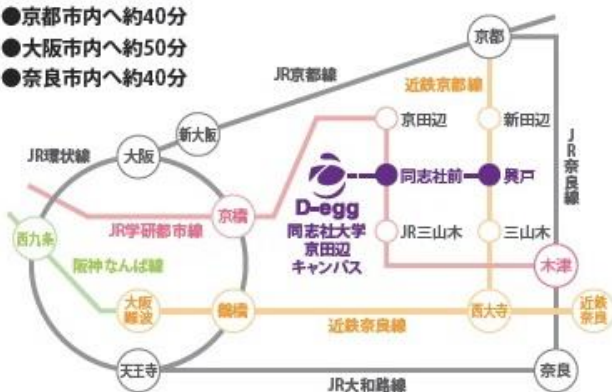 ●京都市内へ約40分
●大阪市内へ約50分
●奈良市内へ約40分
京都
JR京都線
近鉄京都線
新大阪
京田辺
新田辺
JR環状線
大阪
JR奈良線
D-egg
同志社前
興戸
同志社大学
京田辺
キャンパス
京橋
JR学研都市線
JR三山木
三山木
西九条
阪神なんば線
木津
大阪
難波
鶴橋
近鉄奈良線
西大寺
近鉄
奈良
天王寺
JR大和路線
奈良